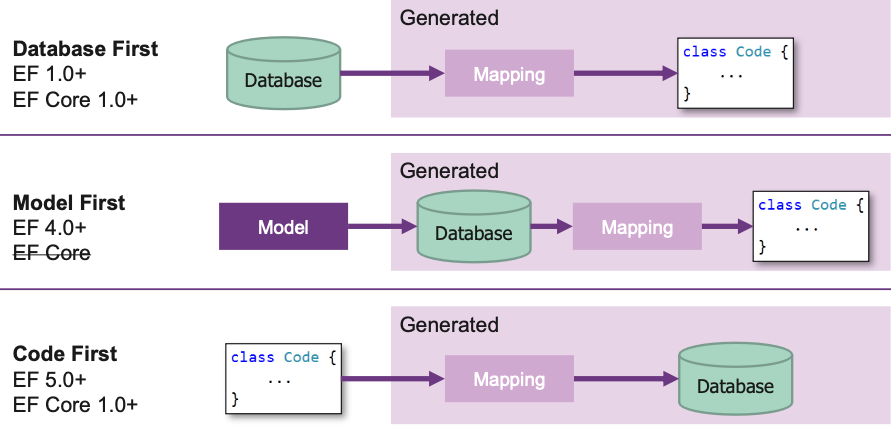 Generated
Database First
EF 1.0+
EF Core 1.0+
Database
Mapping
class Code {
...
}
Generated
Model First
EF 4.0+
EF Core
Model
Database
Mapping
class Code {
...
}
Generated
Code First
EF 5.0+
EF Core 1.0+
class Code {
...
}
Mapping
Database